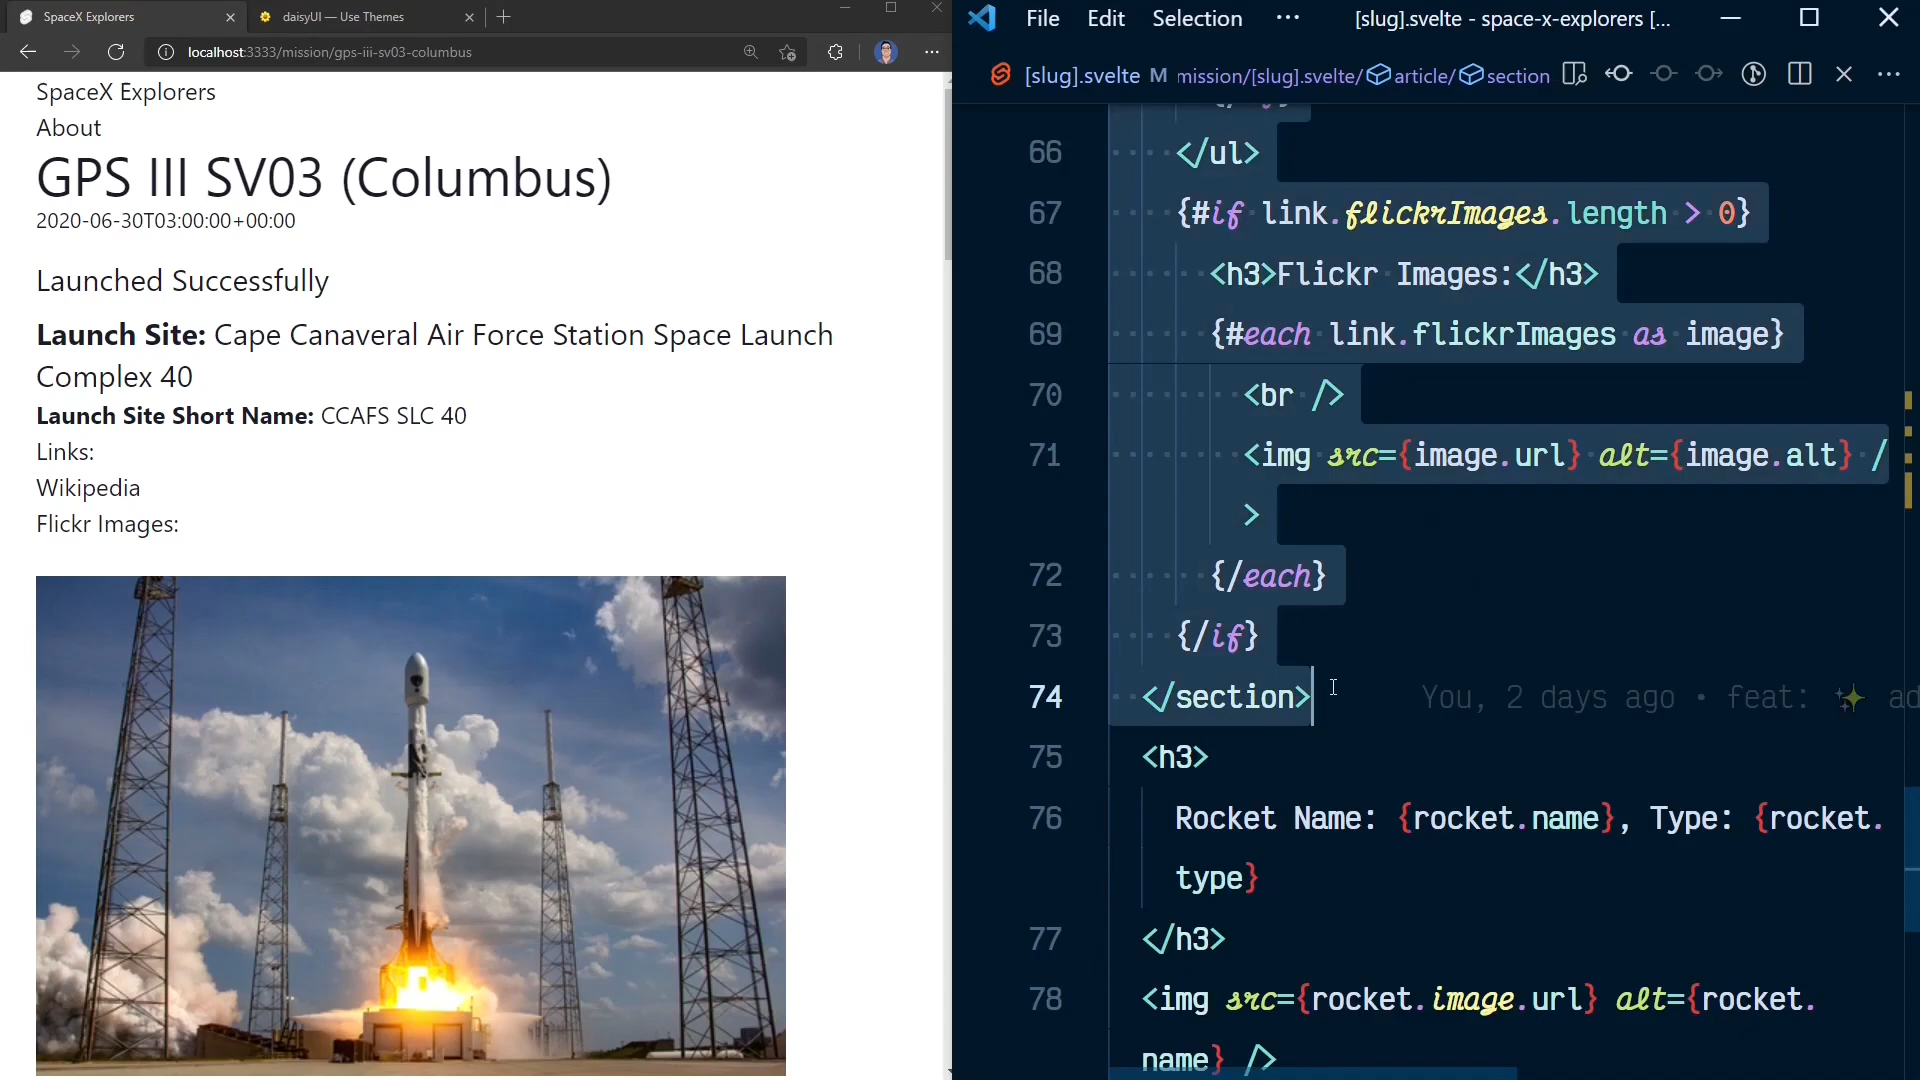 SpaceX Explorers
daisyUI — Use Themes
localhost:3333/mission/gps-iii-sv03-columbus
SpaceX Explorers
About
GPS III SV03 (Columbus)
2020-06-30T03:00:00+00:00
Launched Successfully
Launch Site: Cape Canaveral Air Force Station Space Launch
Complex 40
Launch Site Short Name: CCAFS SLC 40
Links:
Wikipedia
Flickr Images:
File Edit Selection ··· [slug].svelte - space-x-explorers [...
[slug].svelte M mission/[slug].svelte/ article/ section
66 </ul>
67 {#if link.flickrImages.length > 0}
68 <h3>Flickr Images:</h3>
69 {#each link.flickrImages as image}
70 <br />
71 <img src={image.url} alt={image.alt} /
>
72 {/each}
73 {/if}
74 </section> You, 2 days ago • feat: ✨ ad
75 <h3>
76 Rocket Name: {rocket.name}, Type: {rocket.
type}
77 </h3>
78 <img src={rocket.image.url} alt={rocket.
name} />